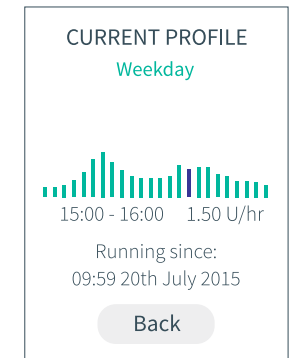 CURRENT PROFILE
Weekday
15:00 - 16:00 1.50 U/hr
Running since:
09:59 20th July 2015
Back